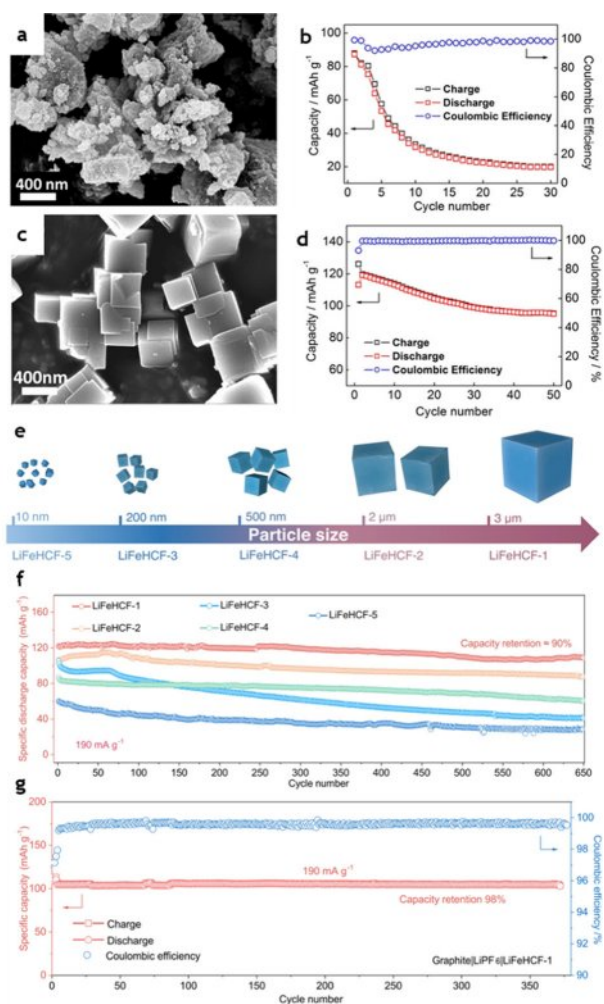 a
400 nm
b
Capacity / mAh g⁻¹
100
80
60
40
20
Charge
Discharge
Coulombic Efficiency
100
80
60
40
20
0
Coulombic Efficiency / %
0 5 10 15 20 25 30
Cycle number
c
400nm
d
Capacity / mAh g⁻¹
140
120
100
80
60
Charge
Discharge
Coulombic Efficiency
100
80
60
40
20
0
Coulombic Efficiency / %
0 10 20 30 40 50
Cycle number
e
10 nm 200 nm 500 nm 2 μm 3 μm
Particle size
LiFeHCF-5 LiFeHCF-3 LiFeHCF-4 LiFeHCF-2 LiFeHCF-1
f
Specific discharge capacity (mAh g⁻¹)
160
120
80
40
0
LiFeHCF-1 LiFeHCF-3 LiFeHCF-5
LiFeHCF-2 LiFeHCF-4
Capacity retention = 90%
190 mA g⁻¹
0 50 100 150 200 250 300 350 400 450 500 550 600 650
Cycle number
g
Specific capacity (mAh g⁻¹)
200
150
100
50
0
190 mA g⁻¹
Capacity retention 98%
Charge
Discharge
Coulombic efficiency
Graphite|LiPF₆|LiFeHCF-1
100
98
96
94
92
90
Coulombic efficiency /%
0 50 100 150 200 250 300 350
Cycle number